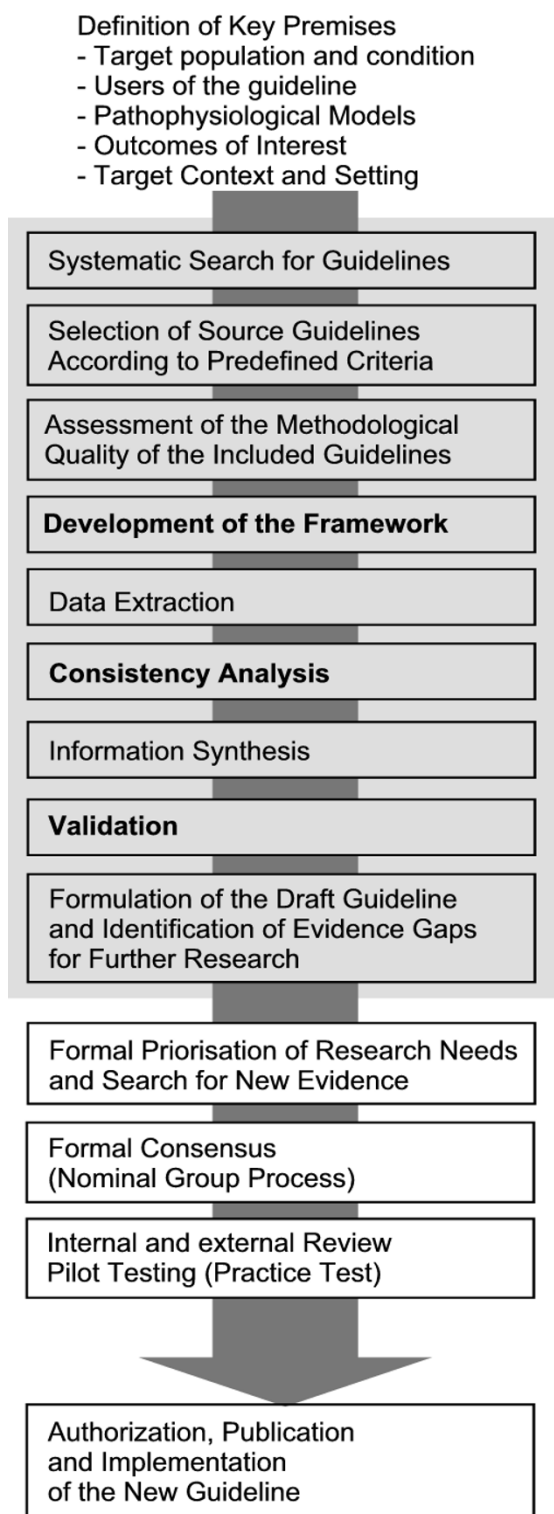 Definition of Key Premises
- Target population and condition
- Users of the guideline
- Pathophysiological Models
- Outcomes of Interest
- Target Context and Setting
Systematic Search for Guidelines
Selection of Source Guidelines
According to Predefined Criteria
Assessment of the Methodological
Quality of the Included Guidelines
Development of the Framework
Data Extraction
Consistency Analysis
Information Synthesis
Validation
Formulation of the Draft Guideline
and Identification of Evidence Gaps
for Further Research
Formal Priorisation of Research Needs
and Search for New Evidence
Formal Consensus
(Nominal Group Process)
Internal and external Review
Pilot Testing (Practice Test)
Authorization, Publication
and Implementation
of the New Guideline